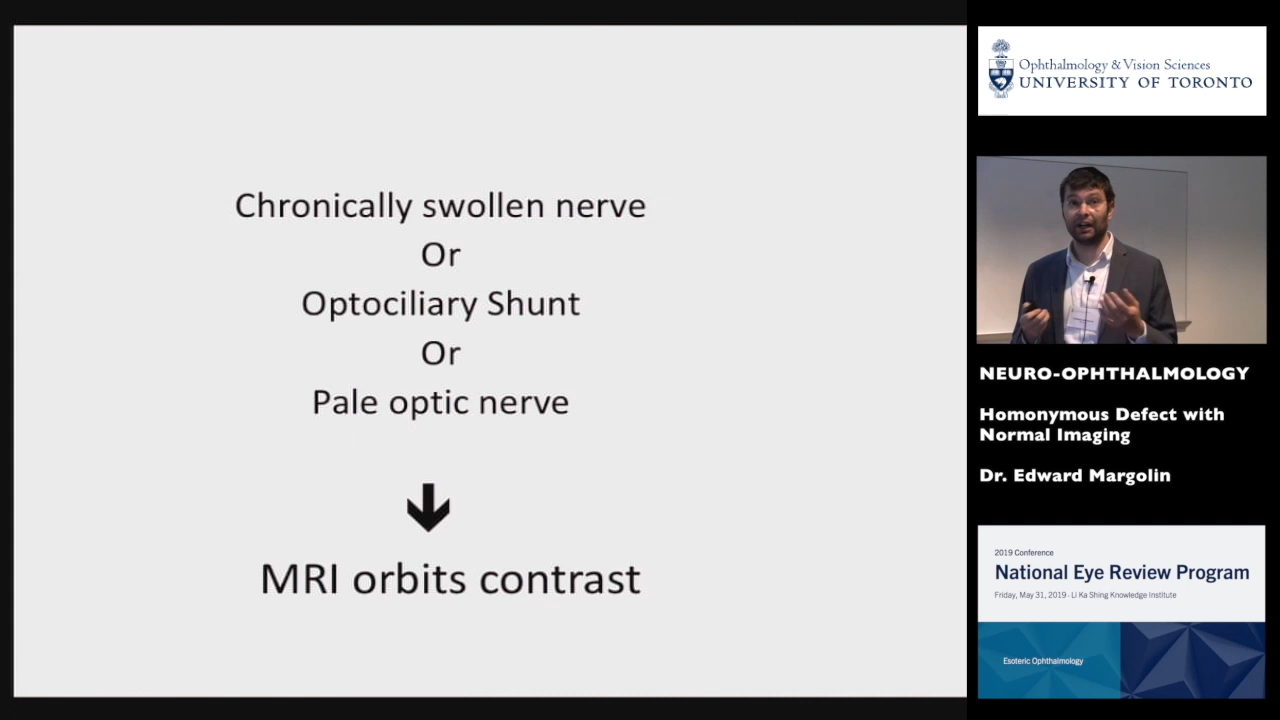 Chronically swollen nerve
Or
Optociliary Shunt
Or
Pale optic nerve
MRI orbits contrast
Ophthalmology & Vision Sciences
UNIVERSITY OF TORONTO
NEURO-OPHTHALMOLOGY
Homonymous Defect with
Normal Imaging
Dr. Edward Margolin
2019 Conference
National Eye Review Program
Friday, May 31, 2019 - Li Ka Shing Knowledge Institute
Esoteric Ophthalmology